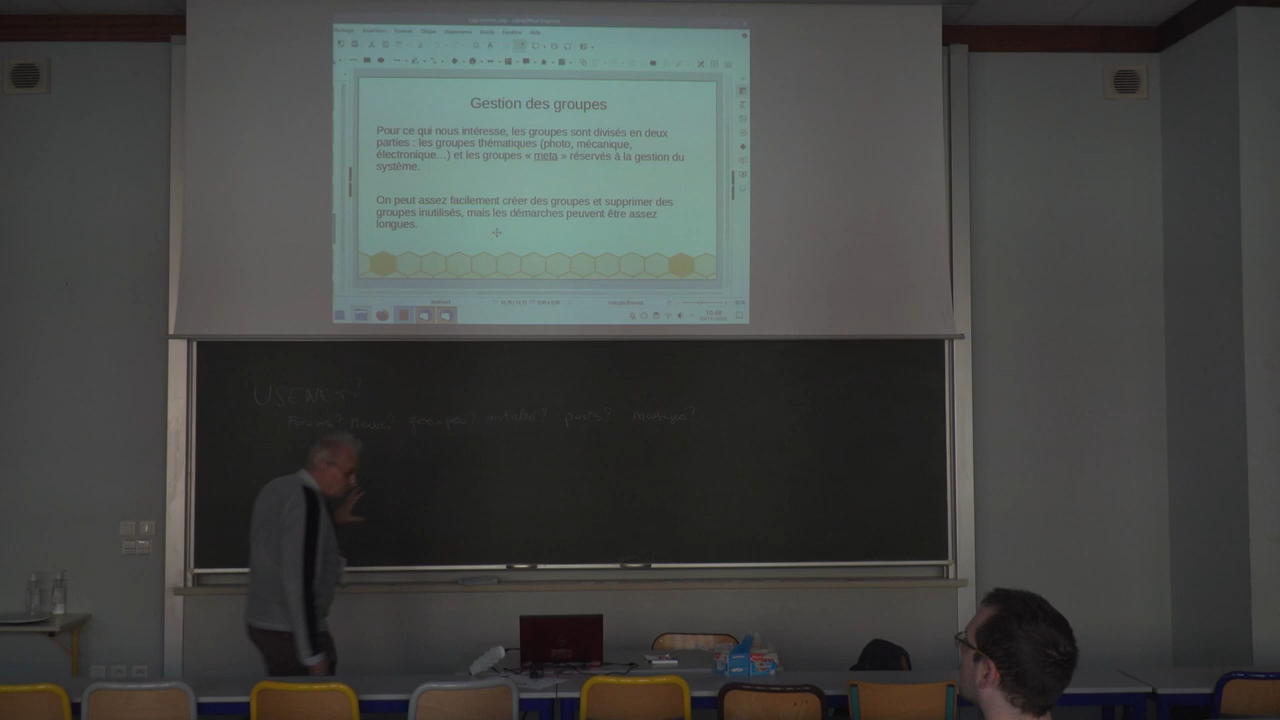 Gestion des groupes
Pour ce qui nous intéresse, les groupes sont divisés en deux
parties : les groupes thématiques (photo, mécanique,
électronique…) et les groupes « meta » réservés à la gestion du
système.
On peut assez facilement créer des groupes et supprimer des
groupes inutilisés, mais les démarches peuvent être assez
longues.
USENET?
Forums? news? groupes? articles? posts?